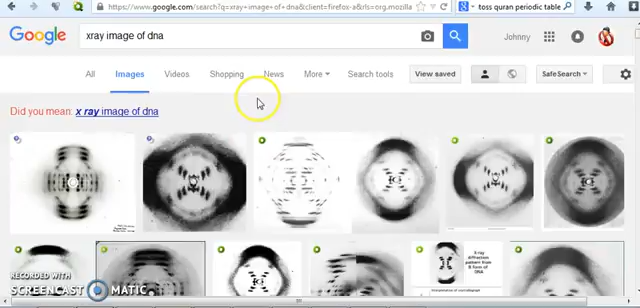 https://www.google.com/search?q=xray+image+of+dna&client=firefox-a&rls=org.mozilla
toss quran periodic table
Google
xray image of dna
Johnny
All Images Videos Shopping News More Search tools View saved SafeSearch
Did you mean: x ray image of dna
X-ray
diffraction
pattern from
B form of
DNA
RECORDED WITH
SCREENCAST MATIC